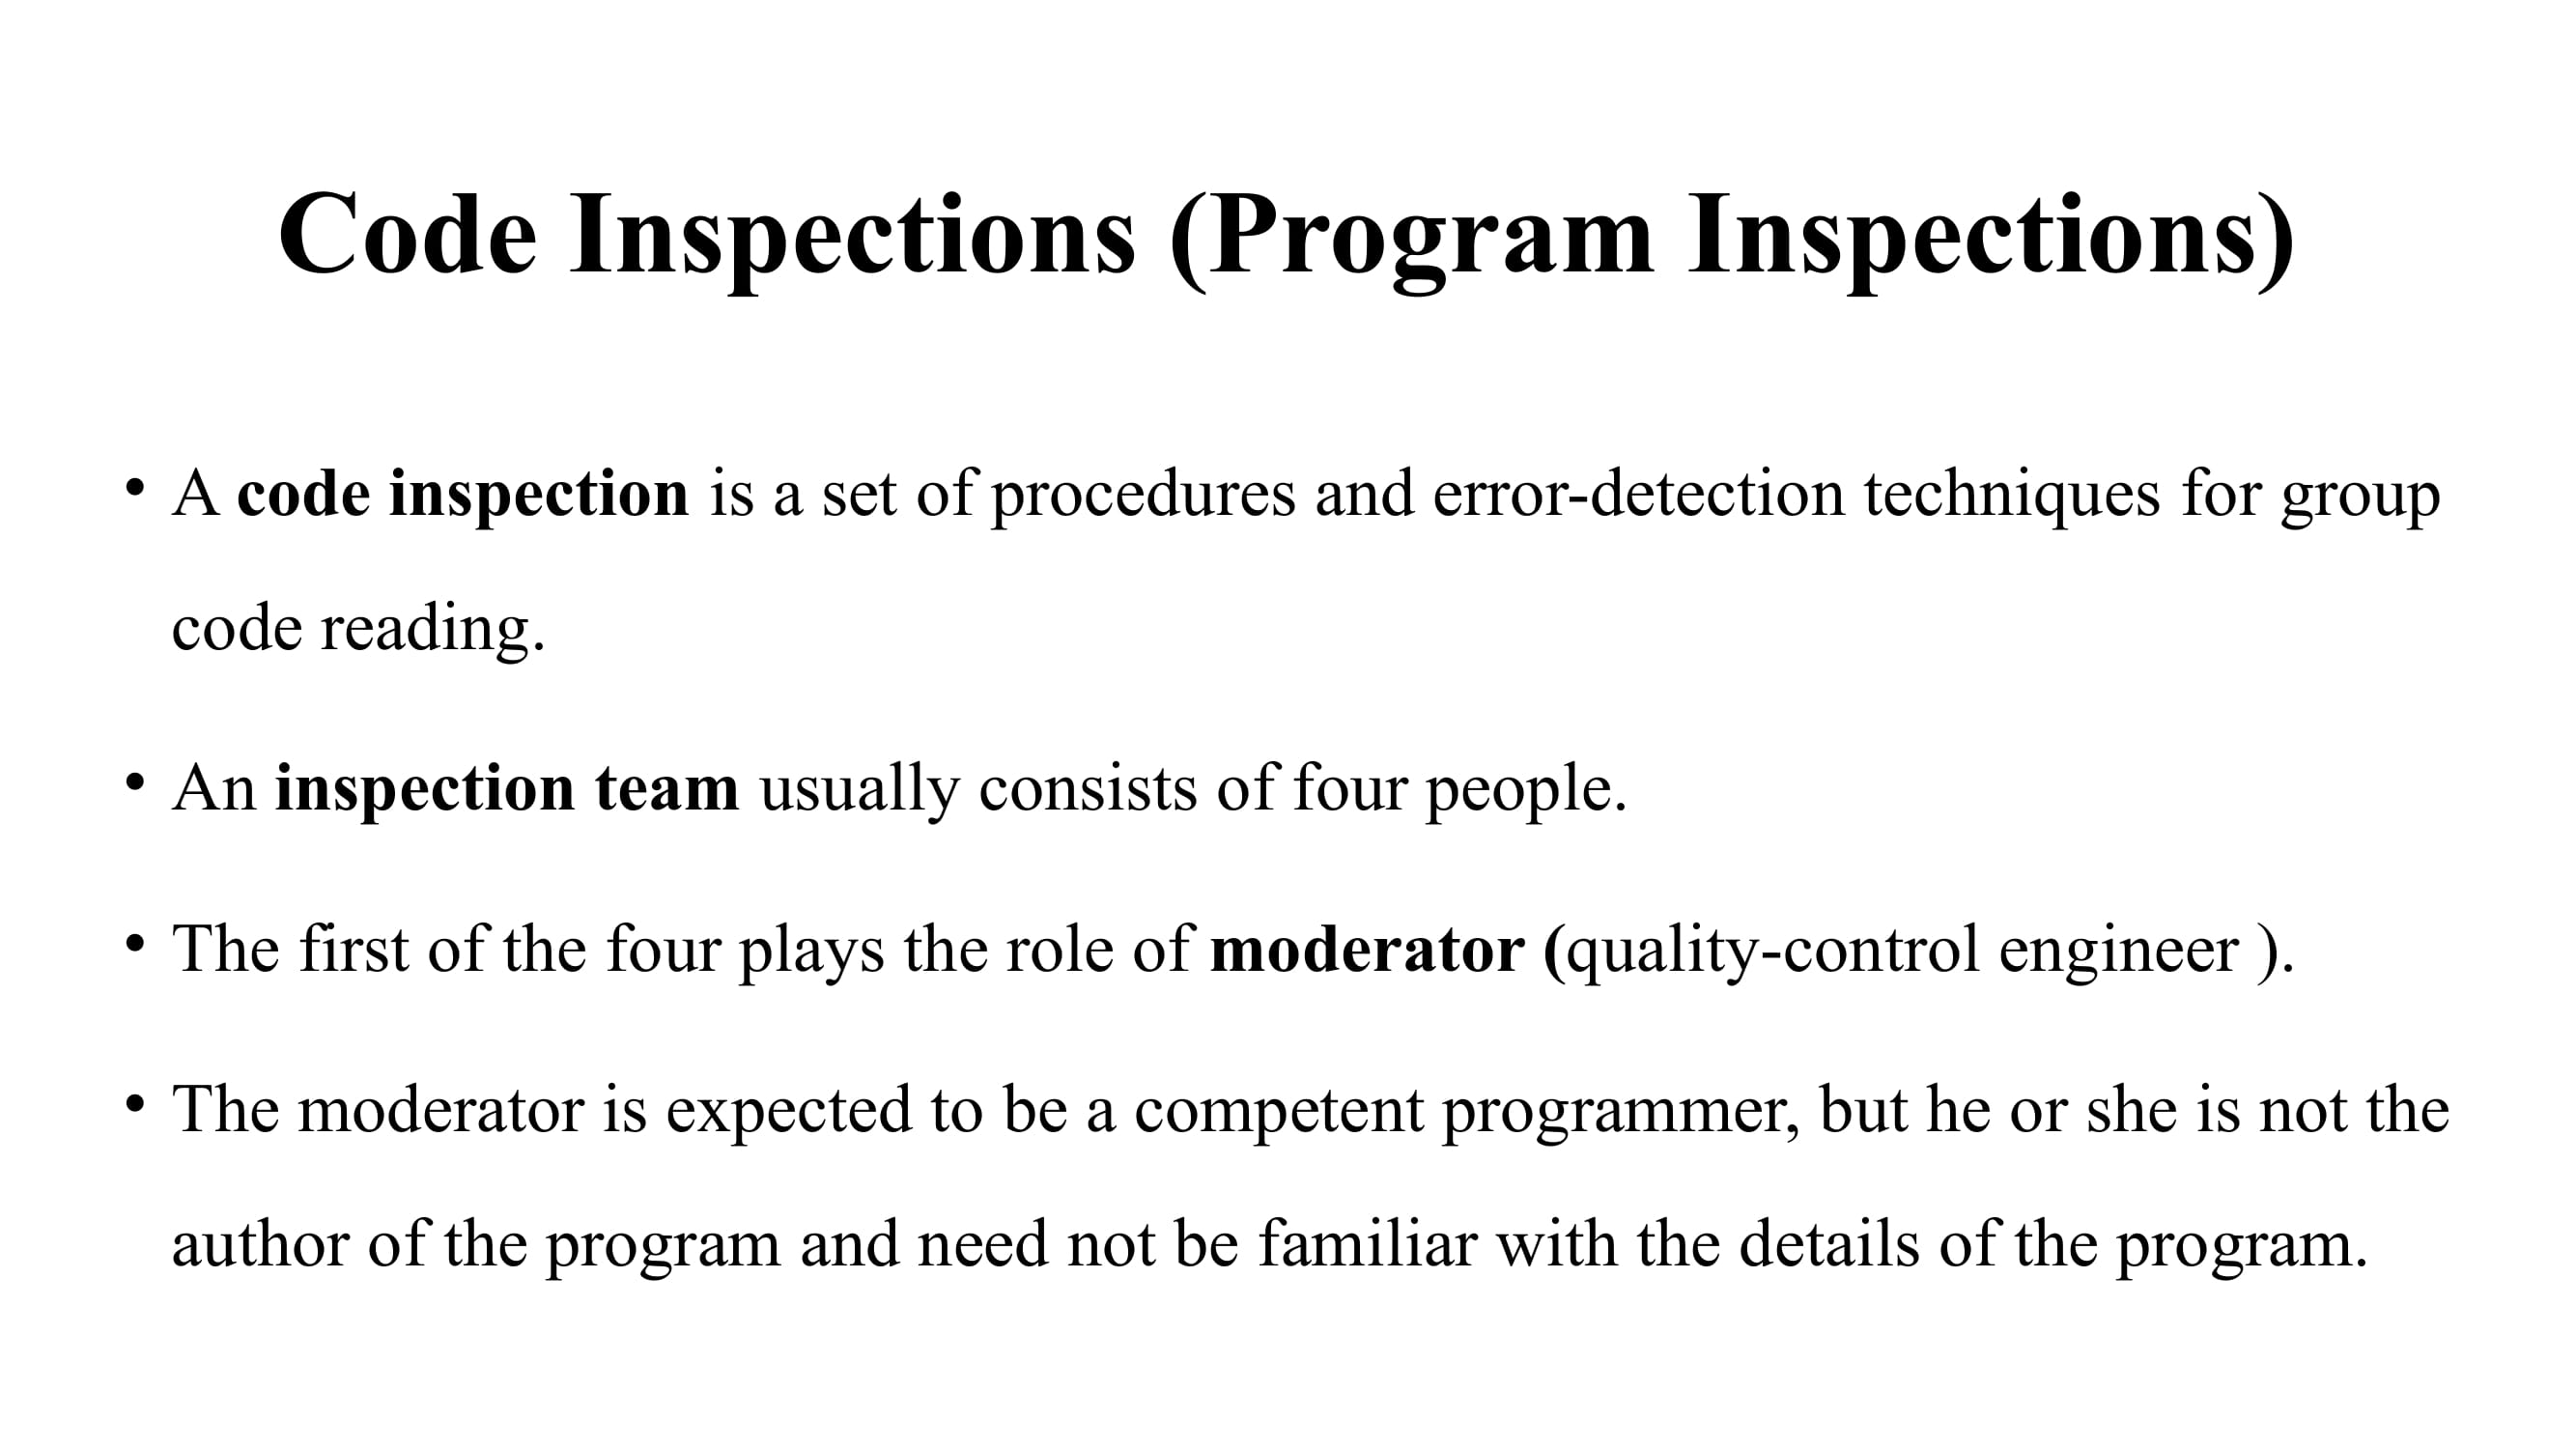 Code Inspections (Program Inspections)
• A code inspection is a set of procedures and error-detection techniques for group
code reading.
• An inspection team usually consists of four people.
• The first of the four plays the role of moderator (quality-control engineer ).
• The moderator is expected to be a competent programmer, but he or she is not the
author of the program and need not be familiar with the details of the program.